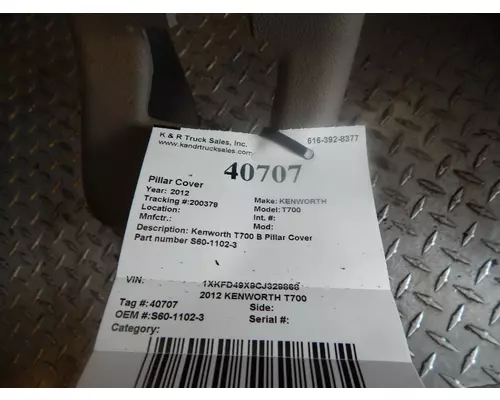 K & R Truck Sales, Inc.
www.kandrtrucksales.com
616-392-8377
40707
Pillar Cover
Year: 2012
Make: KENWORTH
Tracking #:200378
Model: T700
Location:
Int. #:
Mnfctr.:
Mod:
Description: Kenworth T700 B Pillar Cover
Part number S60-1102-3
VIN: 1XKFD49X9CJ329868
2012 KENWORTH T700
Tag #: 40707
Side:
OEM #:S60-1102-3
Serial #:
Category: